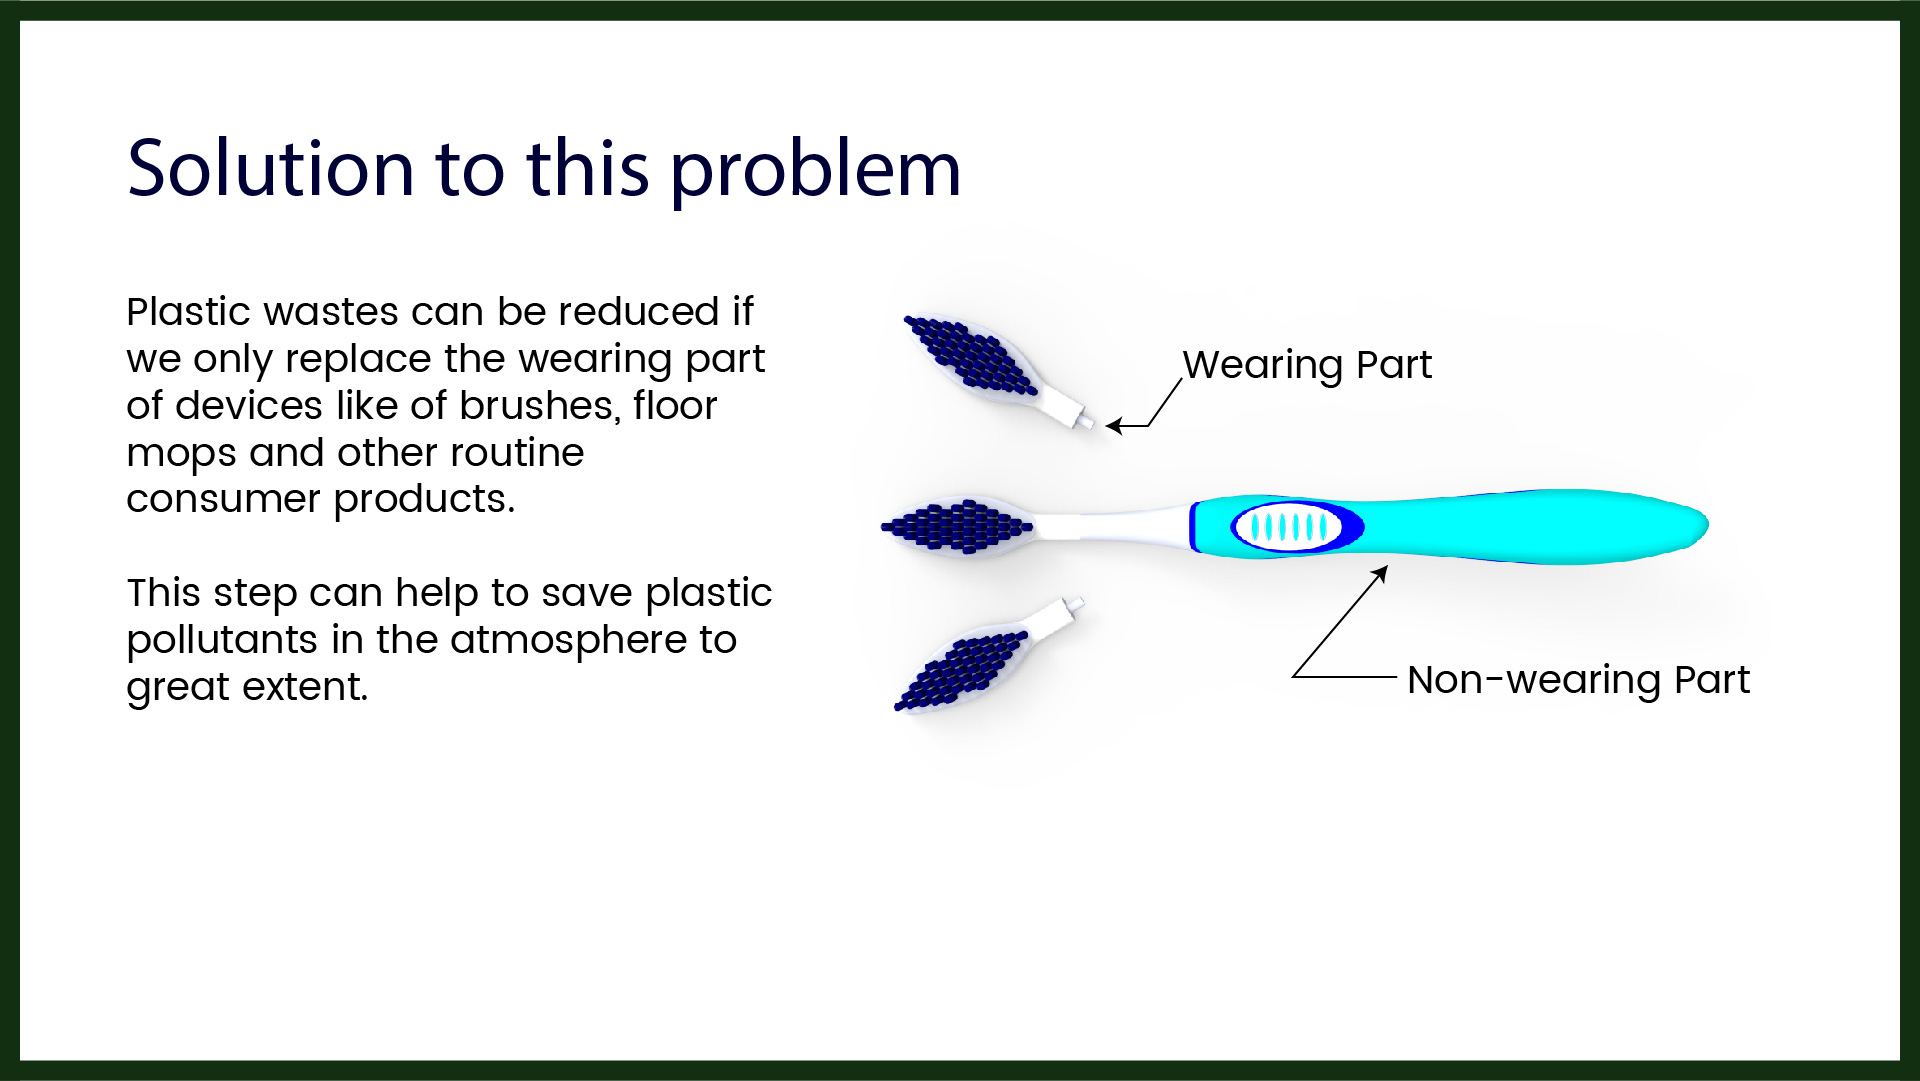 Solution to this problem
Plastic wastes can be reduced if
we only replace the wearing part
of devices like of brushes, floor
mops and other routine
consumer products.
This step can help to save plastic
pollutants in the atmosphere to
great extent.
Wearing Part
Non-wearing Part